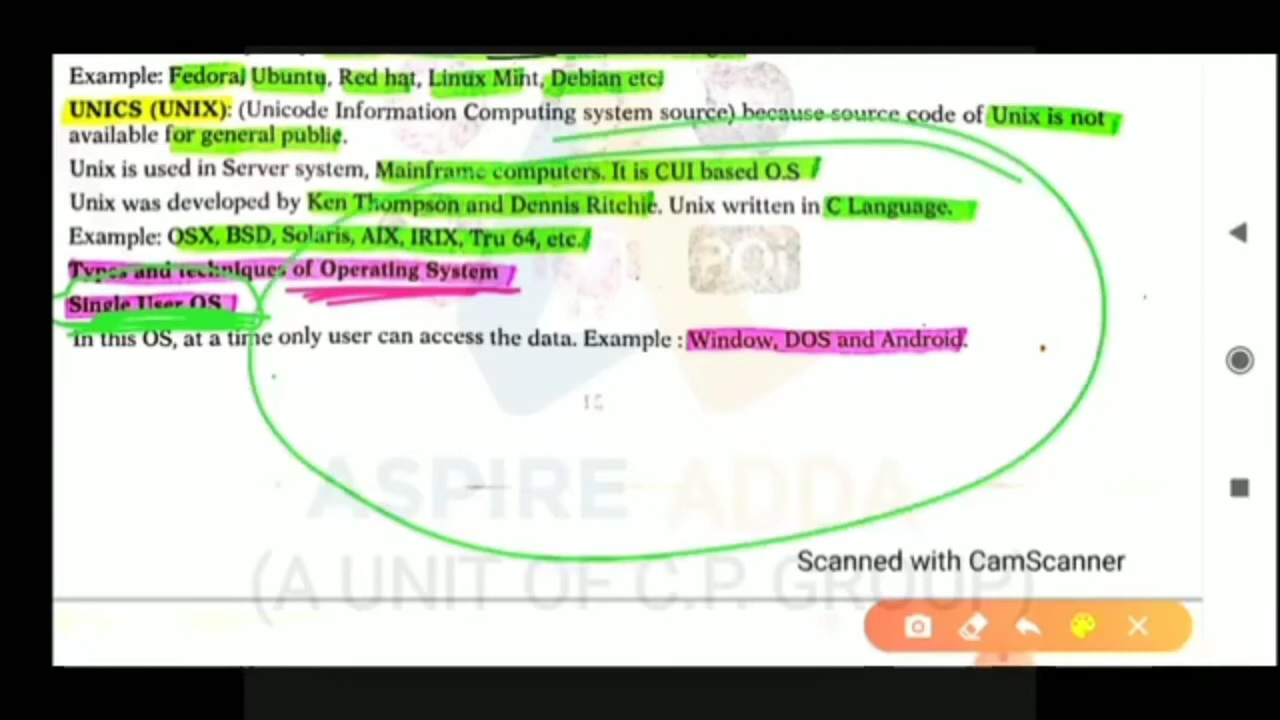 Example: Fedora, Ubuntu, Red hat, Linux Mint, Debian etc.
UNICS (UNIX): (Unicode Information Computing system source) because source code of Unix is not
available for general public.
Unix is used in Server system, Mainframe computers. It is CUI based O.S
Unix was developed by Ken Thompson and Dennis Ritchie. Unix written in C Language.
Example: OSX, BSD, Solaris, AIX, IRIX, Tru 64, etc.
Types and techniques of Operating System
Single User OS
In this OS, at a time only user can access the data. Example : Window, DOS and Android.
ASPIRE ADDA
(A UNIT OF C.P. GROUP)
Scanned with CamScanner